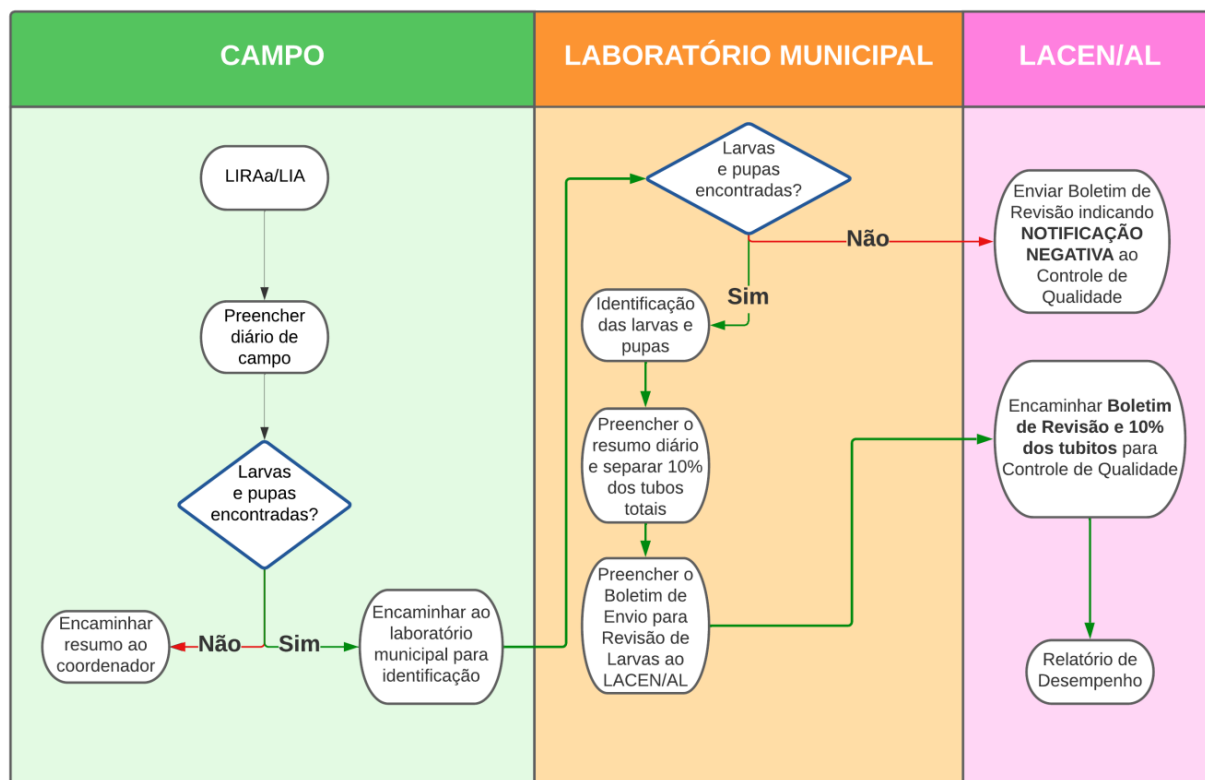 CAMPO
LIRAa/LIA
Preencher
diário de
campo
Larvas
e pupas
encontradas?
Não
Sim
Encaminhar
resumo ao
coordenador
Encaminhar ao
laboratório
municipal para
identificação
LABORATÓRIO MUNICIPAL
Larvas
e pupas
encontradas?
Não
Sim
Identificação
das larvas e
pupas
Preencher o
resumo diário
e separar 10%
dos tubos
totais
Preencher o
Boletim de
Envio para
Revisão de
Larvas ao
LACEN/AL
LACEN/AL
Enviar Boletim de
Revisão indicando
NOTIFICAÇÃO
NEGATIVA ao
Controle de
Qualidade
Encaminhar Boletim
de Revisão e 10%
dos tubitos para
Controle de Qualidade
Relatório de
Desempenho